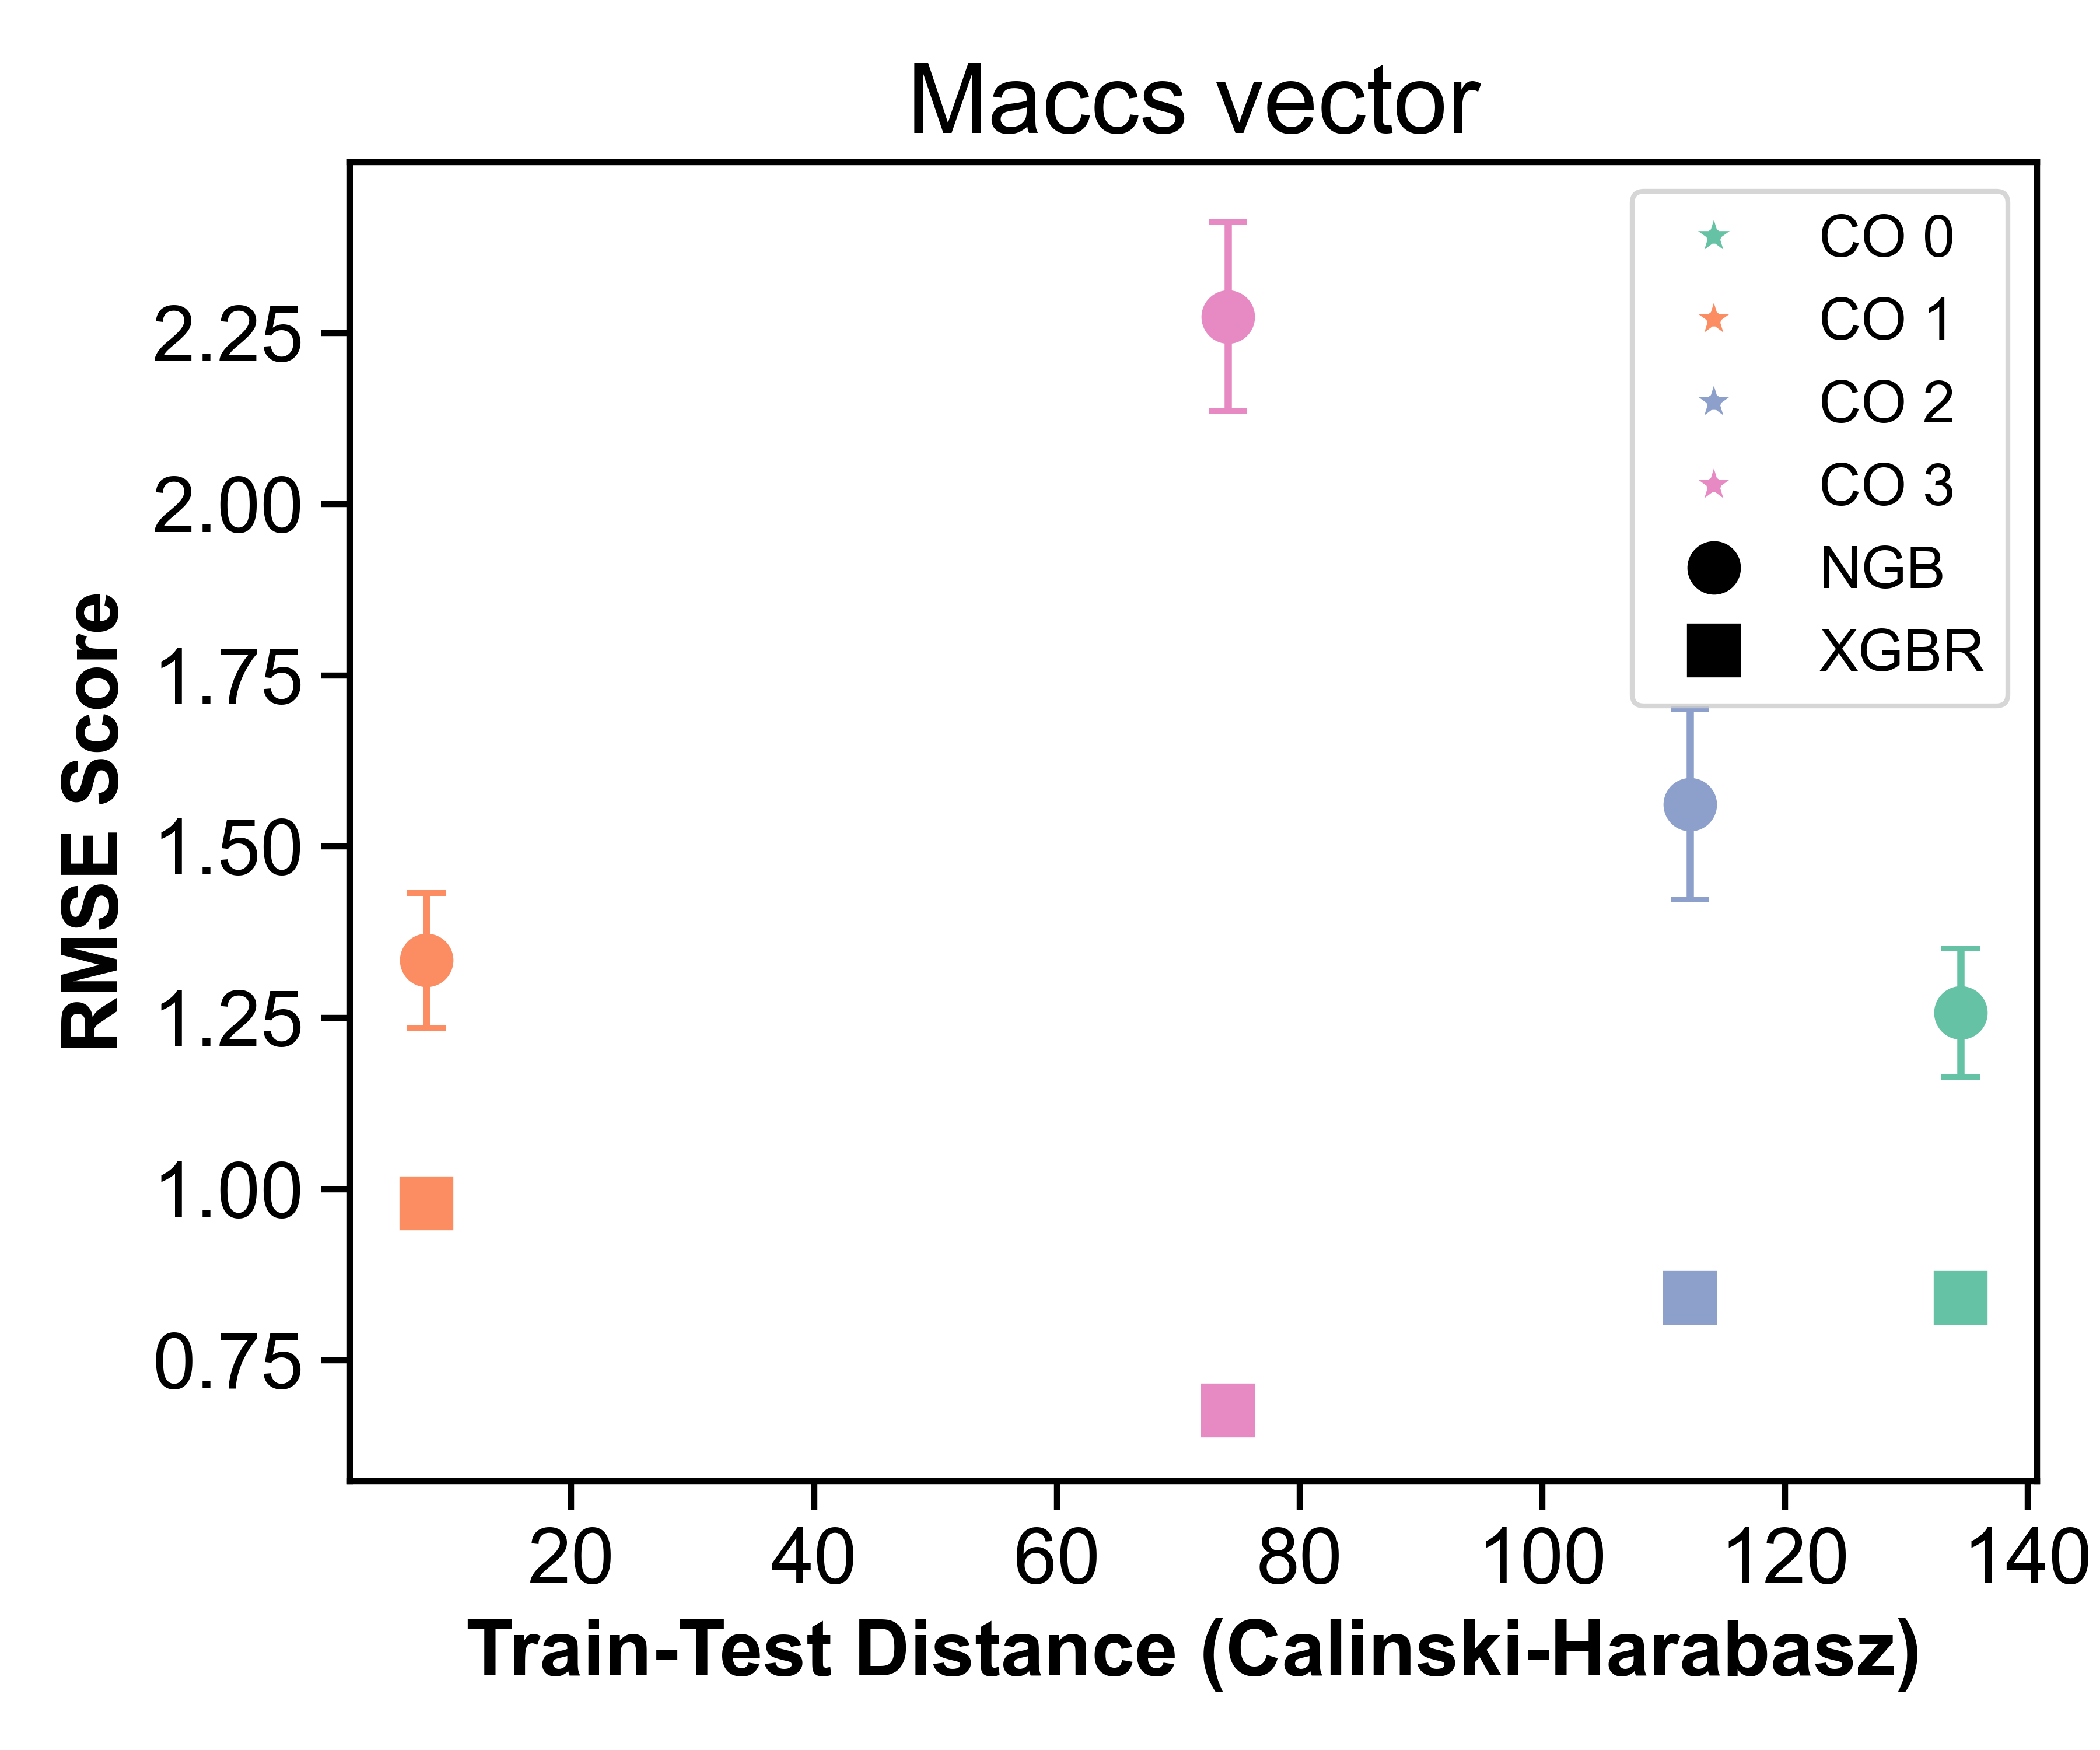 Maccs vector
CO 0
CO 1
CO 2
CO 3
NGB
XGBR
RMSE Score
2.25
2.00
1.75
1.50
1.25
1.00
0.75
20 40 60 80 100 120 140
Train-Test Distance (Calinski-Harabasz)